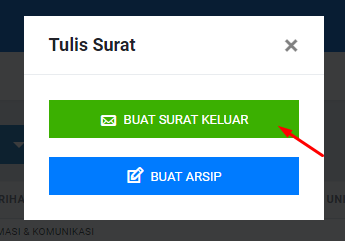 Tulis Surat
×
BUAT SURAT KELUAR
BUAT ARSIP
MASI & KOMUNIKASI